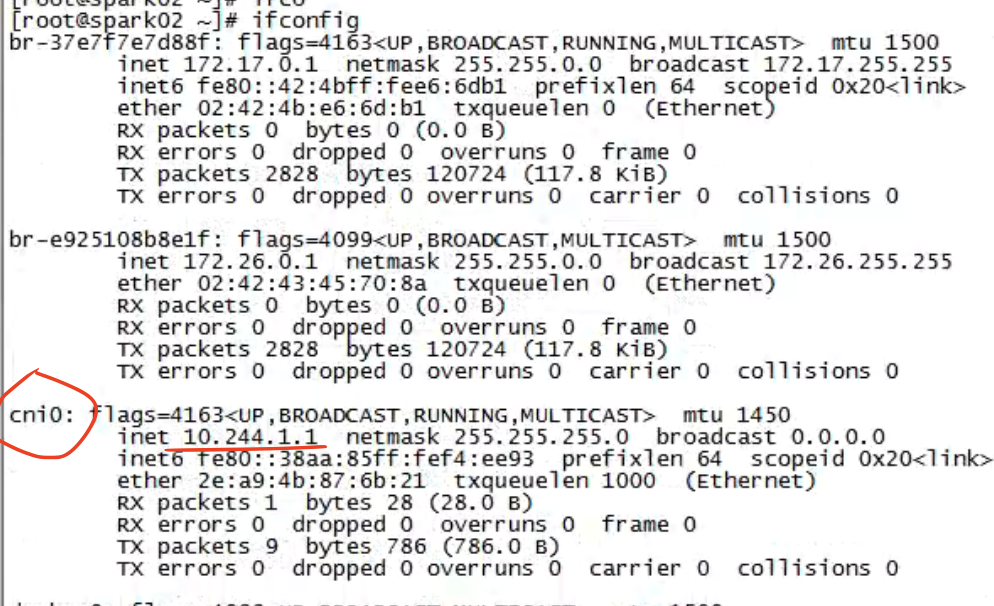 [root@spark02 ~]# ifco
[root@spark02 ~]# ifconfig
br-37e7f7e7d88f: flags=4163<UP,BROADCAST,RUNNING,MULTICAST>  mtu 1500
        inet 172.17.0.1  netmask 255.255.0.0  broadcast 172.17.255.255
        inet6 fe80::42:4bff:fee6:6db1  prefixlen 64  scopeid 0x20<link>
        ether 02:42:4b:e6:6d:b1  txqueuelen 0  (Ethernet)
        RX packets 0  bytes 0 (0.0 B)
        RX errors 0  dropped 0  overruns 0  frame 0
        TX packets 2828  bytes 120724 (117.8 KiB)
        TX errors 0  dropped 0 overruns 0  carrier 0  collisions 0
br-e925108b8e1f: flags=4099<UP,BROADCAST,MULTICAST>  mtu 1500
        inet 172.26.0.1  netmask 255.255.0.0  broadcast 172.26.255.255
        ether 02:42:43:45:70:8a  txqueuelen 0  (Ethernet)
        RX packets 0  bytes 0 (0.0 B)
        RX errors 0  dropped 0  overruns 0  frame 0
        TX packets 2828  bytes 120724 (117.8 KiB)
        TX errors 0  dropped 0 overruns 0  carrier 0  collisions 0
cni0: flags=4163<UP,BROADCAST,RUNNING,MULTICAST>  mtu 1450
        inet 10.244.1.1  netmask 255.255.255.0  broadcast 0.0.0.0
        inet6 fe80::38aa:85ff:fef4:ee93  prefixlen 64  scopeid 0x20<link>
        ether 2e:a9:4b:87:6b:21  txqueuelen 1000  (Ethernet)
        RX packets 1  bytes 28 (28.0 B)
        RX errors 0  dropped 0  overruns 0  frame 0
        TX packets 9  bytes 786 (786.0 B)
        TX errors 0  dropped 0 overruns 0  carrier 0  collisions 0